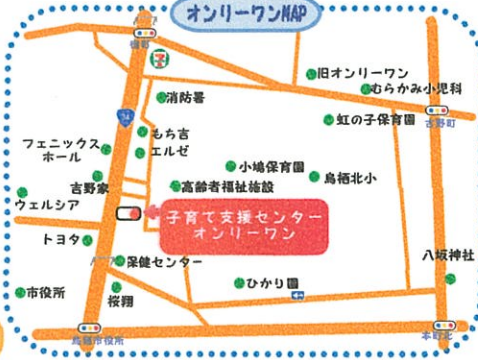 オンリーワンMAP
旧オンリーワン
消防署
むらかみ小児科
34
虹の子保育園
古野町
もち吉
フェニックス
ホール
エルゼ
小鳩保育園
鳥栖北小
吉野家
高齢者福祉施設
ウェルシア
子育て支援センター
オンリーワン
トヨタ
八坂神社
保健センター
ひかり園
市役所
桜翔
鳥栖市役所
本町北